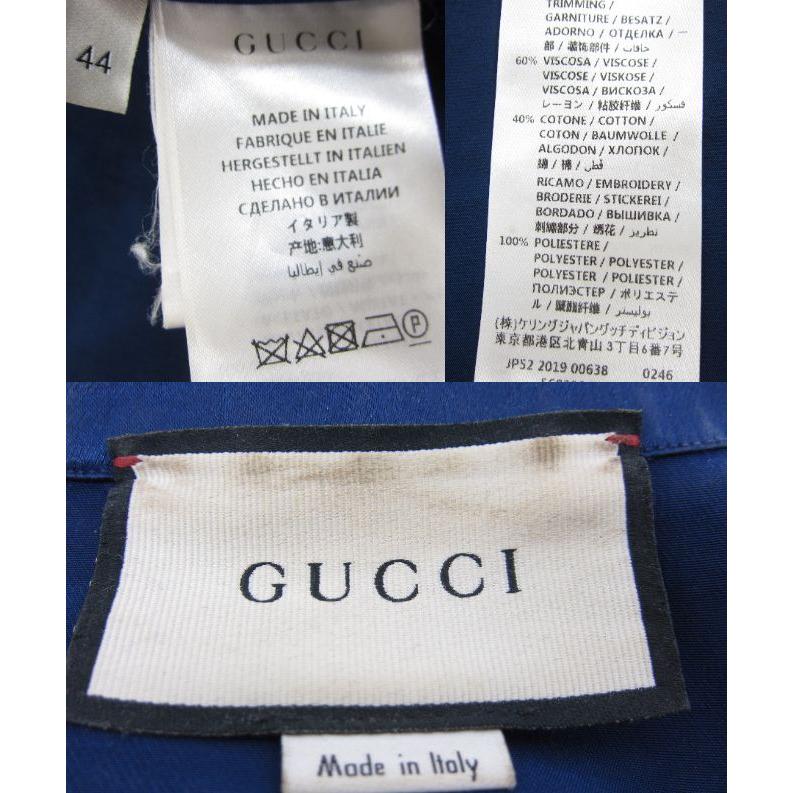 44
GUCCI
MADE IN ITALY
FABRIQUE EN ITALIE
HERGESTELLT IN ITALIEN
HECHO EN ITALIA
СДЕЛАНО В ИТАЛИИ
イタリア製
产地:意大利
صنع في إيطاليا
P
TRIMMING /
GARNITURE / BESATZ /
ADORNO / ОТДЕЛКА / 一
部 / 装饰部件 / حافات
60% VISCOSA / VISCOSE /
VISCOSE / VISKOSE /
VISCOSA / ВИСКОЗА /
レーヨン / 粘胶纤维 / فسكوز
40% COTONE / COTTON /
COTON / BAUMWOLLE /
ALGODON / ХЛОПОК /
綿 / 棉 / قطن
RICAMO / EMBROIDERY /
BRODERIE / STICKEREI /
BORDADO / ВЫШИВКА /
刺繍部分 / 绣花 / تطريز
100% POLIESTERE /
POLYESTER / POLYESTER /
POLYESTER / POLIESTER /
ПОЛИЭСТЕР / ポリエステ
ル / 聚酯纤维 / بوليستر
(株)ケリングジャパングッチディビジョン
東京都港区北青山3丁目6番7号
JP52 2019 00638 0246
GUCCI
Made in Italy